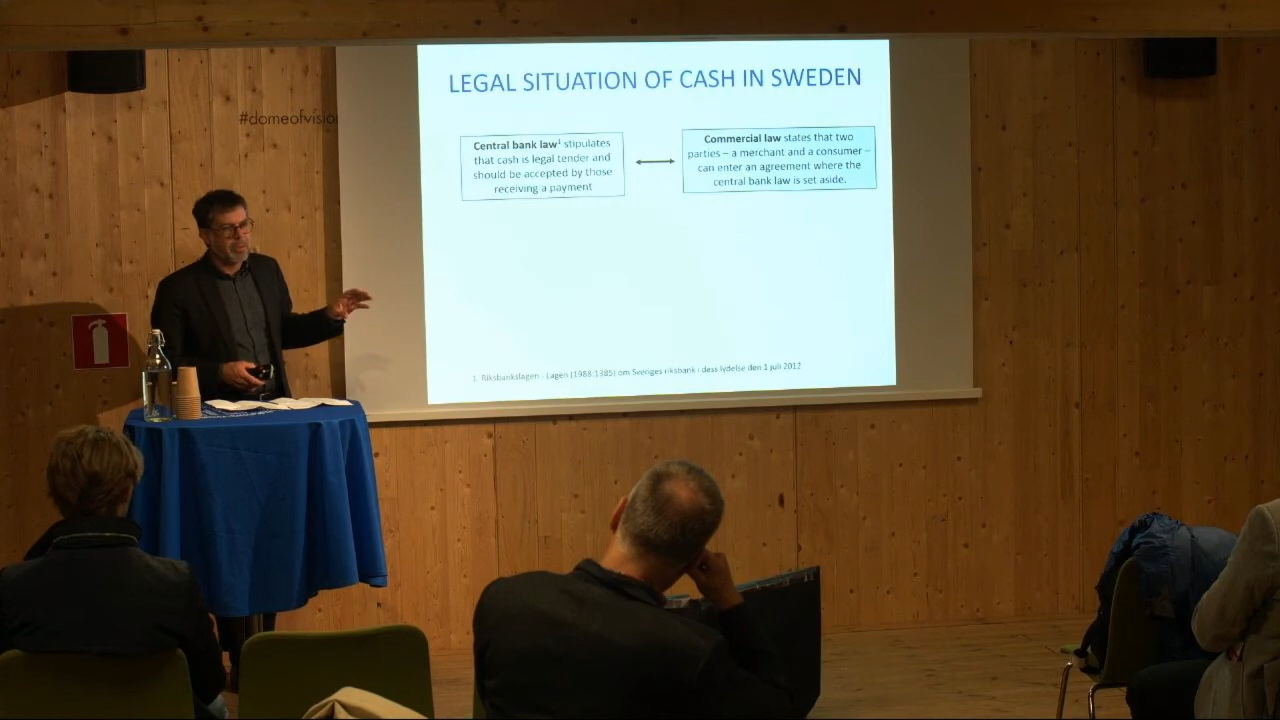 LEGAL SITUATION OF CASH IN SWEDEN
#domeofvision
Central bank law¹ stipulates
that cash is legal tender and
should be accepted by those
receiving a payment
Commercial law states that two
parties – a merchant and a consumer –
can enter an agreement where the
central bank law is set aside.
1. Riksbankslagen - Lagen (1988:1385) om Sveriges riksbank i dess lydelse den 1 juli 2012